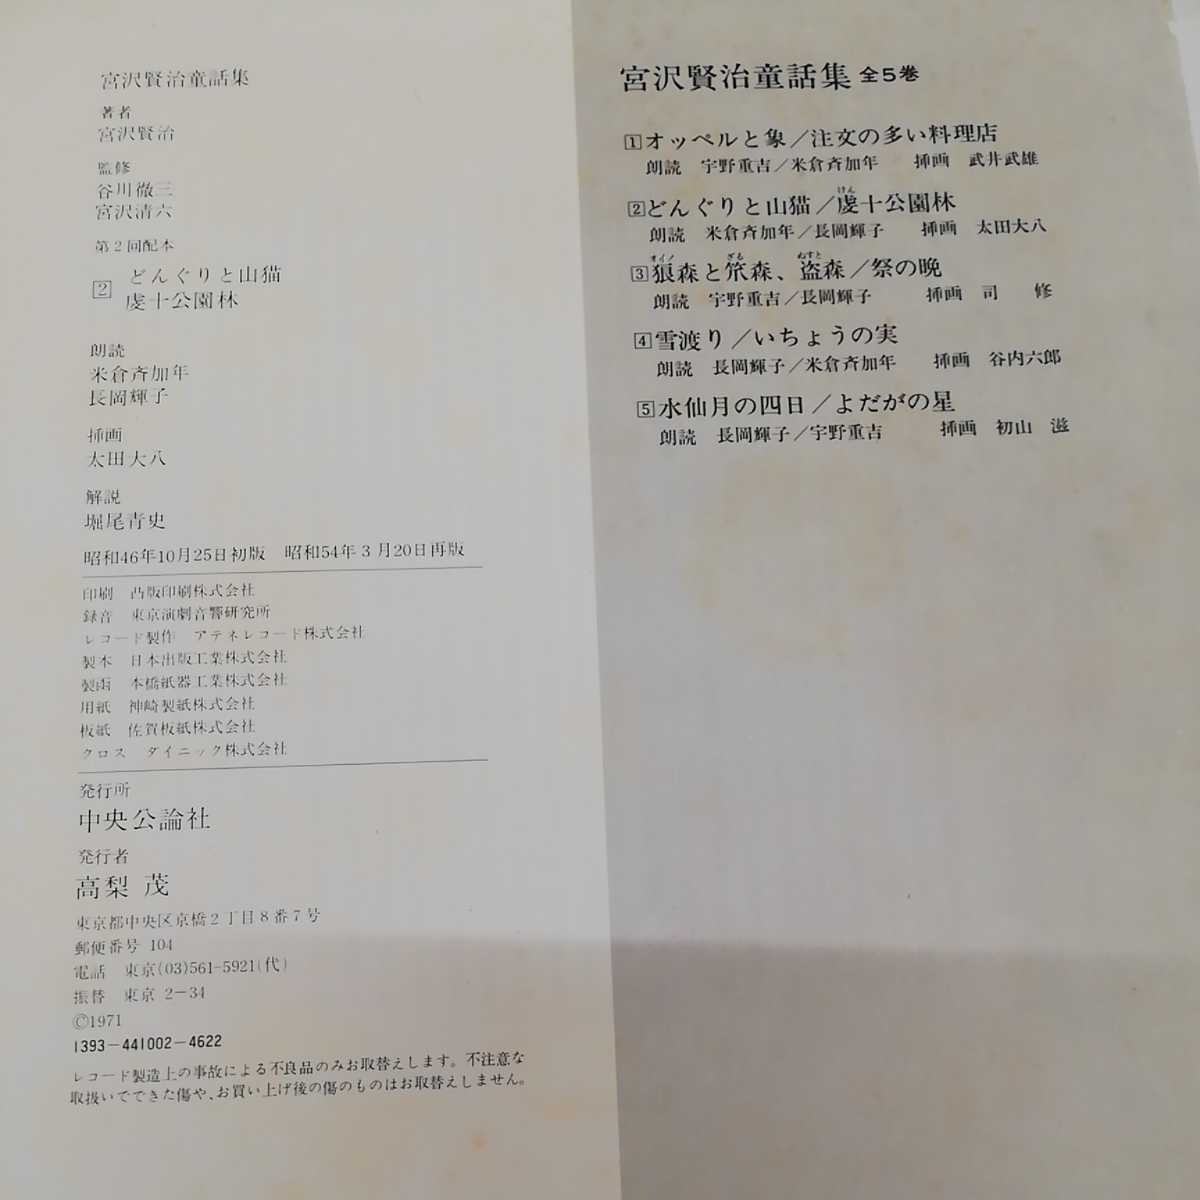 宮沢賢治童話集
著者
宮沢賢治
監修
谷川徹三
宮沢清六
第2回配本
2 どんぐりと山猫
虔十公園林
朗読
米倉斉加年
長岡輝子
挿画
太田大八
解説
堀尾青史
昭和46年10月25日初版 昭和54年3月20日再版
印刷 凸版印刷株式会社
録音 東京演劇音響研究所
レコード製作 アテネレコード株式会社
製本 日本出版工業株式会社
製函 本橋紙器工業株式会社
用紙 神崎製紙株式会社
板紙 佐賀板紙株式会社
クロス ダイニック株式会社
発行所
中央公論社
発行者
高梨 茂
東京都中央区京橋2丁目8番7号
郵便番号 104
電話 東京(03)561-5921(代)
振替 東京 2-34
©1971
1393-441002-4622
レコード製造上の事故による不良品のみお取替えします。不注意な
取扱いでできた傷や、お買い上げ後の傷のものはお取替えしません。
宮沢賢治童話集 全5巻
1 オッペルと象/注文の多い料理店
朗読 宇野重吉/米倉斉加年 挿画 武井武雄
けん
2 どんぐりと山猫/虔十公園林
朗読 米倉斉加年/長岡輝子 挿画 太田大八
オイノ ざる ぬすと
3 狼森と笊森、盗森/祭の晩
朗読 宇野重吉/長岡輝子 挿画 司 修
4 雪渡り/いちょうの実
朗読 長岡輝子/米倉斉加年 挿画 谷内六郎
5 水仙月の四日/よだかの星
朗読 長岡輝子/宇野重吉 挿画 初山 滋